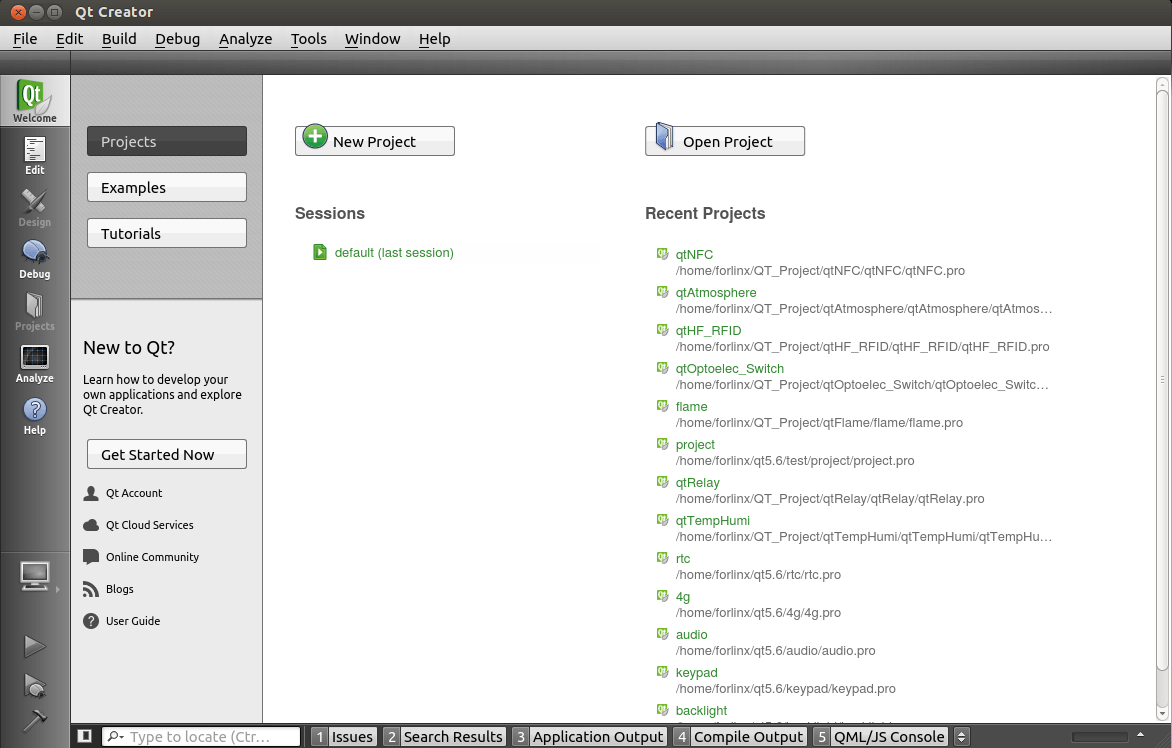 Qt Creator
File Edit Build Debug Analyze Tools Window Help
Qt
Welcome
Edit
Design
Debug
Projects
Analyze
Help
Projects
Examples
Tutorials
New to Qt?
Learn how to develop your
own applications and explore
Qt Creator.
Get Started Now
Qt Account
Qt Cloud Services
Online Community
Blogs
User Guide
New Project
Sessions
default (last session)
Open Project
Recent Projects
qtNFC
/home/forlinx/QT_Project/qtNFC/qtNFC/qtNFC.pro
qtAtmosphere
/home/forlinx/QT_Project/qtAtmosphere/qtAtmosphere/qtAtmos…
qtHF_RFID
/home/forlinx/QT_Project/qtHF_RFID/qtHF_RFID/qtHF_RFID.pro
qtOptoelec_Switch
/home/forlinx/QT_Project/qtOptoelec_Switch/qtOptoelec_Switc…
flame
/home/forlinx/QT_Project/qtFlame/flame/flame.pro
project
/home/forlinx/qt5.6/test/project/project.pro
qtRelay
/home/forlinx/QT_Project/qtRelay/qtRelay/qtRelay.pro
qtTempHumi
/home/forlinx/QT_Project/qtTempHumi/qtTempHumi/qtTempHu…
rtc
/home/forlinx/qt5.6/rtc/rtc.pro
4g
/home/forlinx/qt5.6/4g/4g.pro
audio
/home/forlinx/qt5.6/audio/audio.pro
keypad
/home/forlinx/qt5.6/keypad/keypad.pro
backlight
Type to locate (Ctr…
1 Issues 2 Search Results 3 Application Output 4 Compile Output 5 QML/JS Console